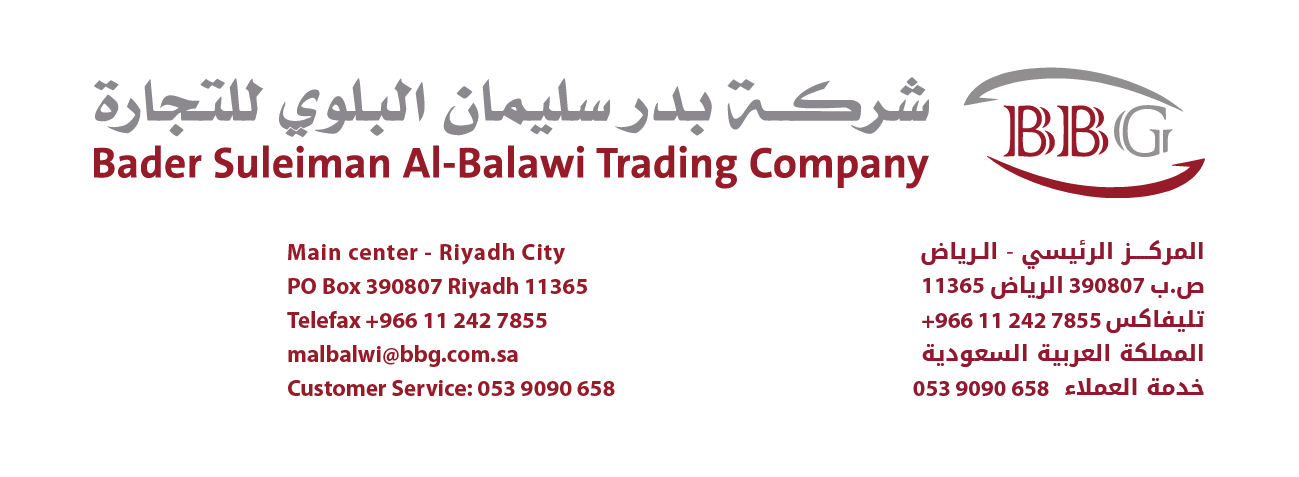 شركة بدر سليمان البلوي للتجارة
Bader Suleiman Al-Balawi Trading Company
BBG
Main center - Riyadh City
PO Box 390807 Riyadh 11365
Telefax +966 11 242 7855
malbalwi@bbg.com.sa
Customer Service: 053 9090 658
المركز الرئيسي - الرياض
ص.ب 390807 الرياض 11365
تليفاكس +966 11 242 7855
المملكة العربية السعودية
خدمة العملاء 053 9090 658